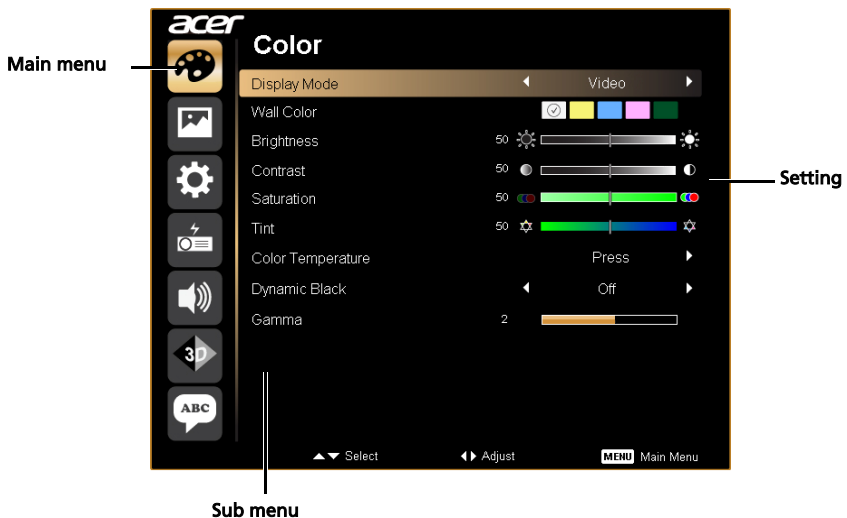 acer
Color
Main menu
Display Mode Video
Wall Color
Brightness 50
Contrast 50
Setting
Saturation 50
Tint 50
Color Temperature Press
Dynamic Black Off
Gamma 2
3D
ABC
Select Adjust MENU Main Menu
Sub menu